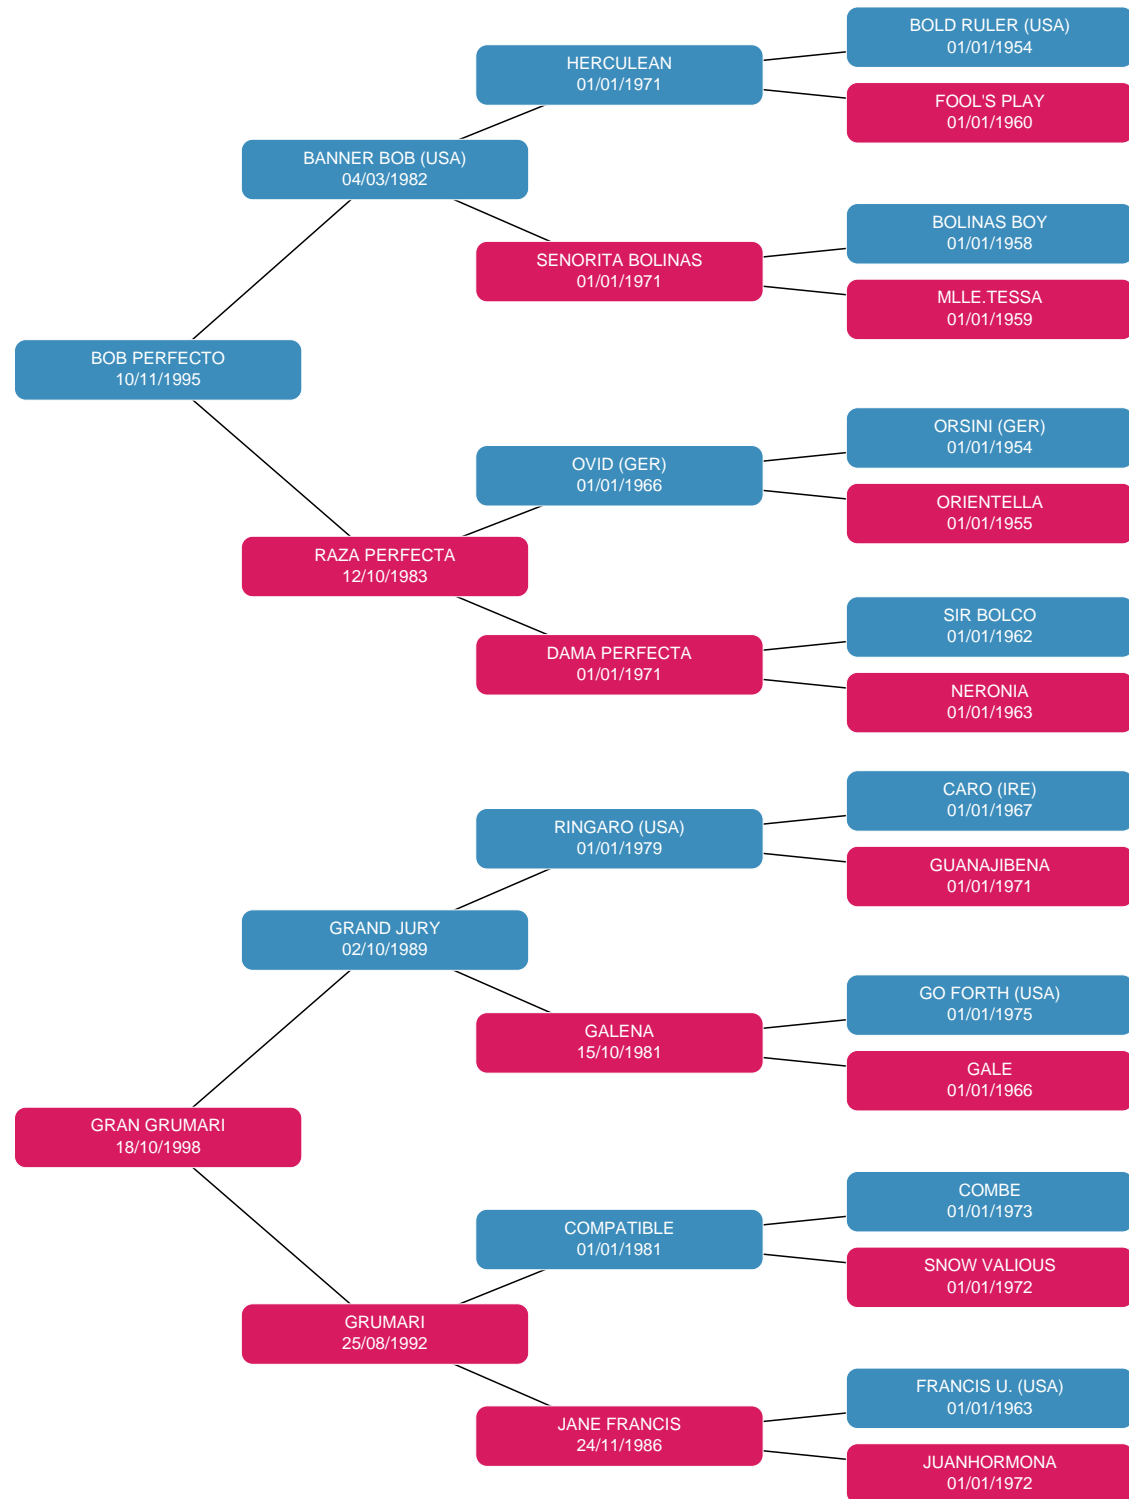 BOLD RULER (USA)
01/01/1954
HERCULEAN
01/01/1971
FOOL'S PLAY
01/01/1960
BANNER BOB (USA)
04/03/1982
BOLINAS BOY
01/01/1958
SENORITA BOLINAS
01/01/1971
MLLE.TESSA
01/01/1959
BOB PERFECTO
10/11/1995
ORSINI (GER)
01/01/1954
OVID (GER)
01/01/1966
ORIENTELLA
01/01/1955
RAZA PERFECTA
12/10/1983
SIR BOLCO
01/01/1962
DAMA PERFECTA
01/01/1971
NERONIA
01/01/1963
CARO (IRE)
01/01/1967
RINGARO (USA)
01/01/1979
GUANAJIBENA
01/01/1971
GRAND JURY
02/10/1989
GO FORTH (USA)
01/01/1975
GALENA
15/10/1981
GALE
01/01/1966
GRAN GRUMARI
18/10/1998
COMBE
01/01/1973
COMPATIBLE
01/01/1981
SNOW VALIOUS
01/01/1972
GRUMARI
25/08/1992
FRANCIS U. (USA)
01/01/1963
JANE FRANCIS
24/11/1986
JUANHORMONA
01/01/1972